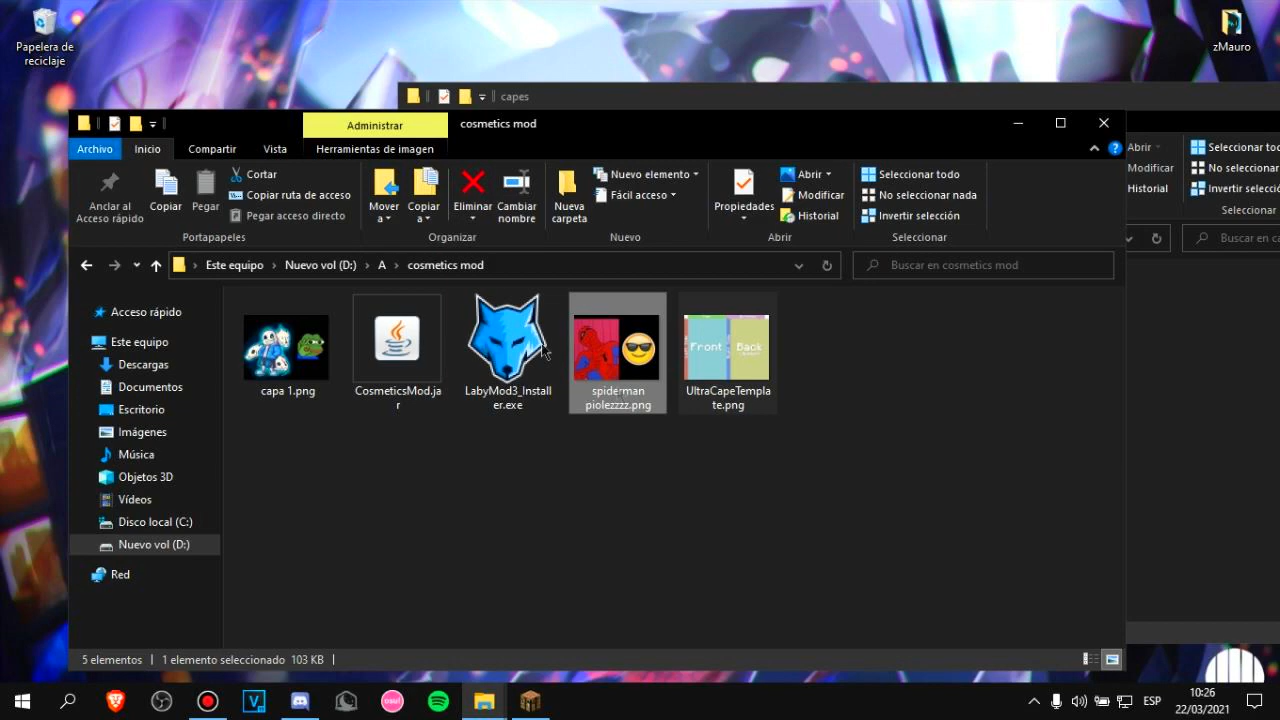 Papelera de
reciclaje
zMauro
capes
Administrar
cosmetics mod
Archivo
Inicio
Compartir
Vista
Herramientas de imagen
Anclar al
Acceso rápido
Copiar
Pegar
Cortar
Copiar ruta de acceso
Pegar acceso directo
Portapapeles
Mover
a
Copiar
a
Eliminar
Cambiar
nombre
Organizar
Nueva
carpeta
Nuevo elemento
Fácil acceso
Nuevo
Propiedades
Abrir
Modificar
Historial
Abrir
Seleccionar todo
No seleccionar nada
Invertir selección
Seleccionar
Abrir
Modificar
Historial
Seleccionar todo
No seleccionar
Invertir selecció
Seleccionar
Este equipo
Nuevo vol (D:)
A
cosmetics mod
Buscar en cosmetics mod
Buscar en ca
Acceso rápido
Este equipo
Descargas
Documentos
Escritorio
Imágenes
Música
Objetos 3D
Vídeos
Disco local (C:)
Nuevo vol (D:)
Red
capa 1.png
CosmeticsMod.ja
r
LabyMod3_Install
er.exe
spiderman
piolezzzz.png
Front
Back
UltraCapeTempla
te.png
5 elementos
1 elemento seleccionado 103 KB
osu!
ESP
10:26
22/03/2021